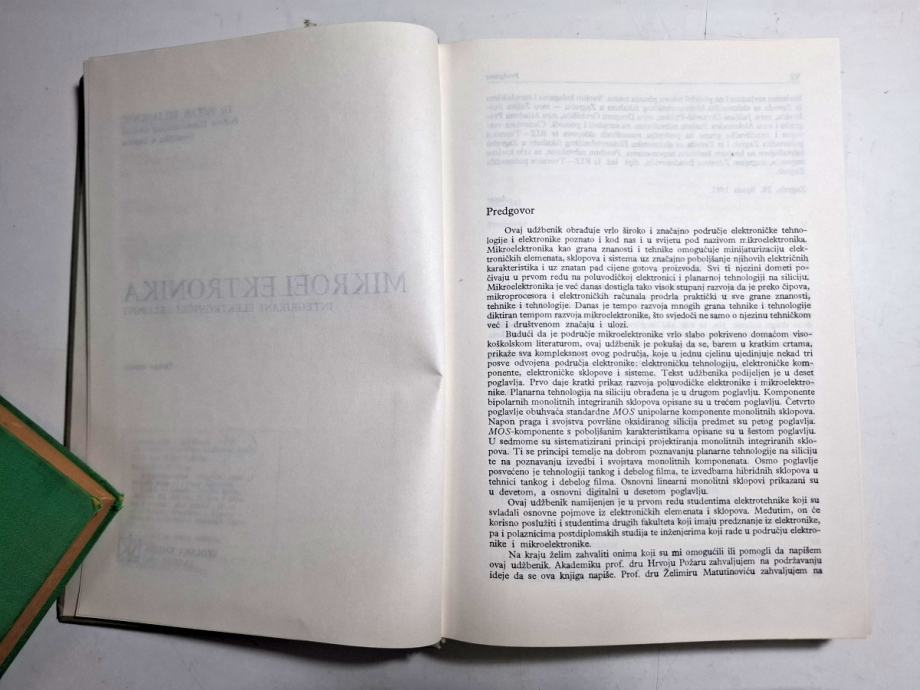 MIKROELEKTRONIKA
Predgovor
Ovaj udžbenik obrađuje vrlo široko i značajno područje elektroničke tehno-
logije i elektronike poznato i kod nas i u svijetu pod nazivom mikroelektronika.
Mikroelektronika kao grana znanosti i tehnike omogućuje minijaturizaciju elek-
troničkih elemenata, sklopova i sistema uz značajno poboljšanje njihovih električnih
karakteristika i uz znatan pad cijene gotova proizvoda. Svi ti njezini dometi po-
čivaju u prvom redu na poluvodičkoj elektronici i planarnoj tehnologiji na siliciju.
Mikroelektronika je već danas dostigla tako visok stupanj razvoja da je preko čipova,
mikroprocesora i elektroničkih računala prodrla praktički u sve grane znanosti,
tehnike i tehnologije. Danas je tempo razvoja mnogih grana tehnike i tehnologije
diktiran tempom razvoja mikroelektronike, što svjedoči ne samo o njezinu tehničkom
već i društvenom značaju i ulozi.
Budući da je područje mikroelektronike vrlo slabo pokriveno domaćom viso-
koškolskom literaturom, ovaj udžbenik je pokušaj da se, barem u kratkim crtama,
prikaže sva kompleksnost ovog područja, koje u jednu cjelinu ujedinjuje nekad tri
posve odvojena područja elektronike: elektroničku tehnologiju, elektroničke kom-
ponente, elektroničke sklopove i sisteme. Tekst udžbenika podijeljen je u deset
poglavlja. Prvo daje kratki prikaz razvoja poluvodičke elektronike i mikroelektro-
nike. Planarna tehnologija na siliciju obrađena je u drugom poglavlju. Komponente
bipolarnih monolitnih integriranih sklopova opisane su u trećem poglavlju. Četvrto
poglavlje obuhvaća standardne MOS unipolarne komponente monolitnih sklopova.
Napon praga i svojstva površine oksidiranog silicija predmet su petog poglavlja.
MOS-komponente s poboljšanim karakteristikama opisane su u šestom poglavlju.
U sedmome su sistematizirani principi projektiranja monolitnih integriranih sklo-
pova. Ti se principi temelje na dobrom poznavanju planarne tehnologije na siliciju
te na poznavanju izvedbi i svojstava monolitnih komponenata. Osmo poglavlje
posvećeno je tehnologiji tankog i debelog filma, te izvedbama hibridnih sklopova u
tehnici tankog i debelog filma. Osnovni linearni monolitni sklopovi prikazani su
u devetom, a osnovni digitalni u desetom poglavlju.
Ovaj udžbenik namijenjen je u prvom redu studentima elektrotehnike koji su
svladali osnovne pojmove iz elektroničkih elemenata i sklopova. Međutim, on će
korisno poslužiti i studentima drugih fakulteta koji imaju predznanje iz elektronike,
pa i polaznicima postdiplomskih studija te inženjerima koji rade u području elektro-
nike i mikroelektronike.
Na kraju želim zahvaliti onima koji su mi omogućili ili pomogli da napišem
ovaj udžbenik. Akademiku prof. dru Hrvoju Požaru zahvaljujem na podržavanju
ideje da se ova knjiga napiše. Prof. dru Želimiru Matutinoviću zahvaljujem na